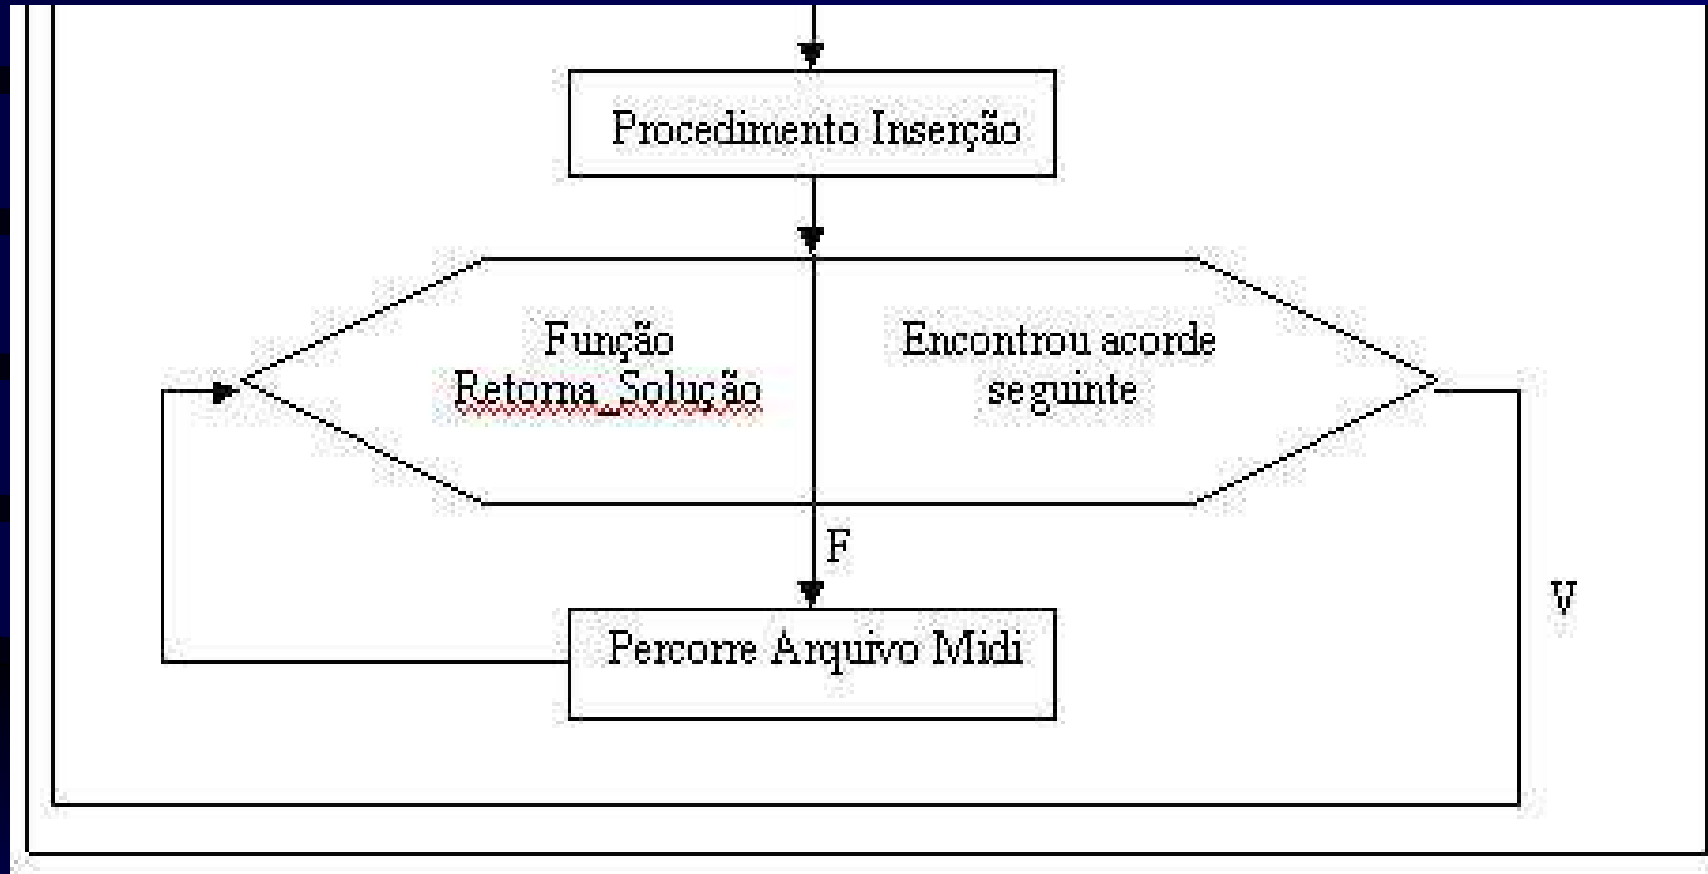 Procedimento Inserção
Função
Retorna_Solução
Encontrou acorde
seguinte
F
V
Percorre Arquivo Midi